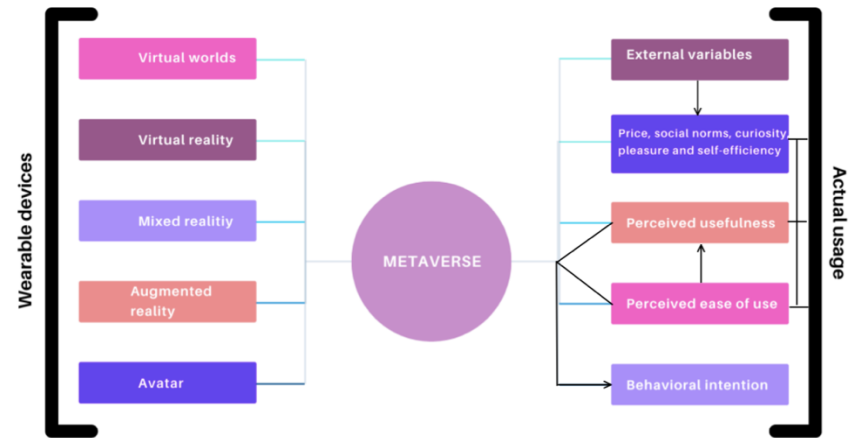 Wearable devices
Virtual worlds
Virtual reality
Mixed realitiy
Augmented
reality
Avatar
METAVERSE
External variables
Price, social norms, curiosity,
pleasure and self-efficiency
Perceived usefulness
Perceived ease of use
Behavioral intention
Actual usage